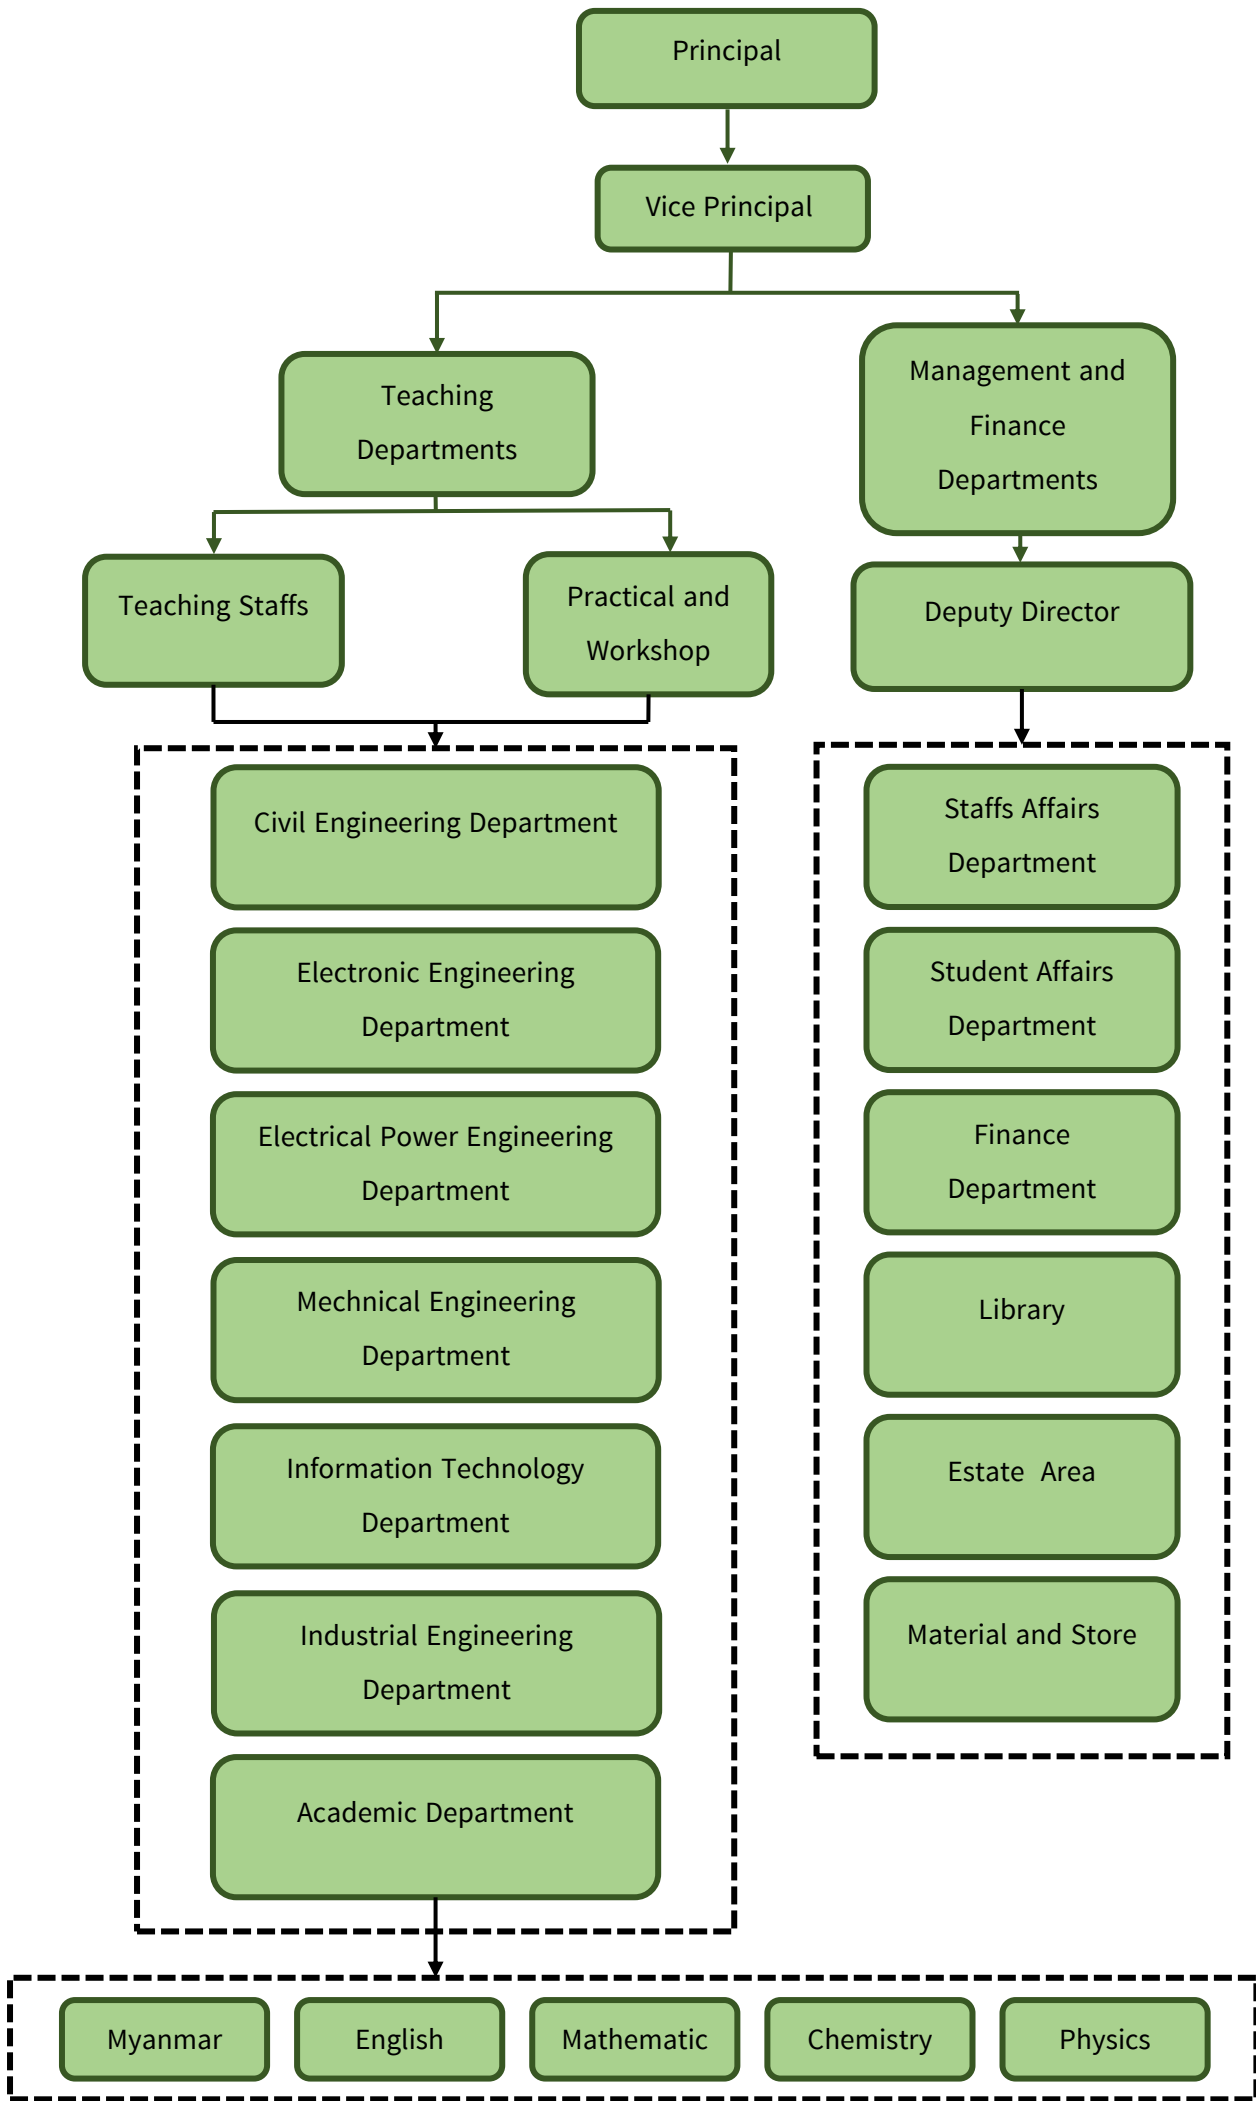 Principal
Vice Principal
Teaching
Departments
Management and
Finance
Departments
Teaching Staffs
Practical and
Workshop
Deputy Director
Civil Engineering Department
Electronic Engineering
Department
Electrical Power Engineering
Department
Mechnical Engineering
Department
Information Technology
Department
Industrial Engineering
Department
Academic Department
Staffs Affairs
Department
Student Affairs
Department
Finance
Department
Library
Estate  Area
Material and Store
Myanmar
English
Mathematic
Chemistry
Physics